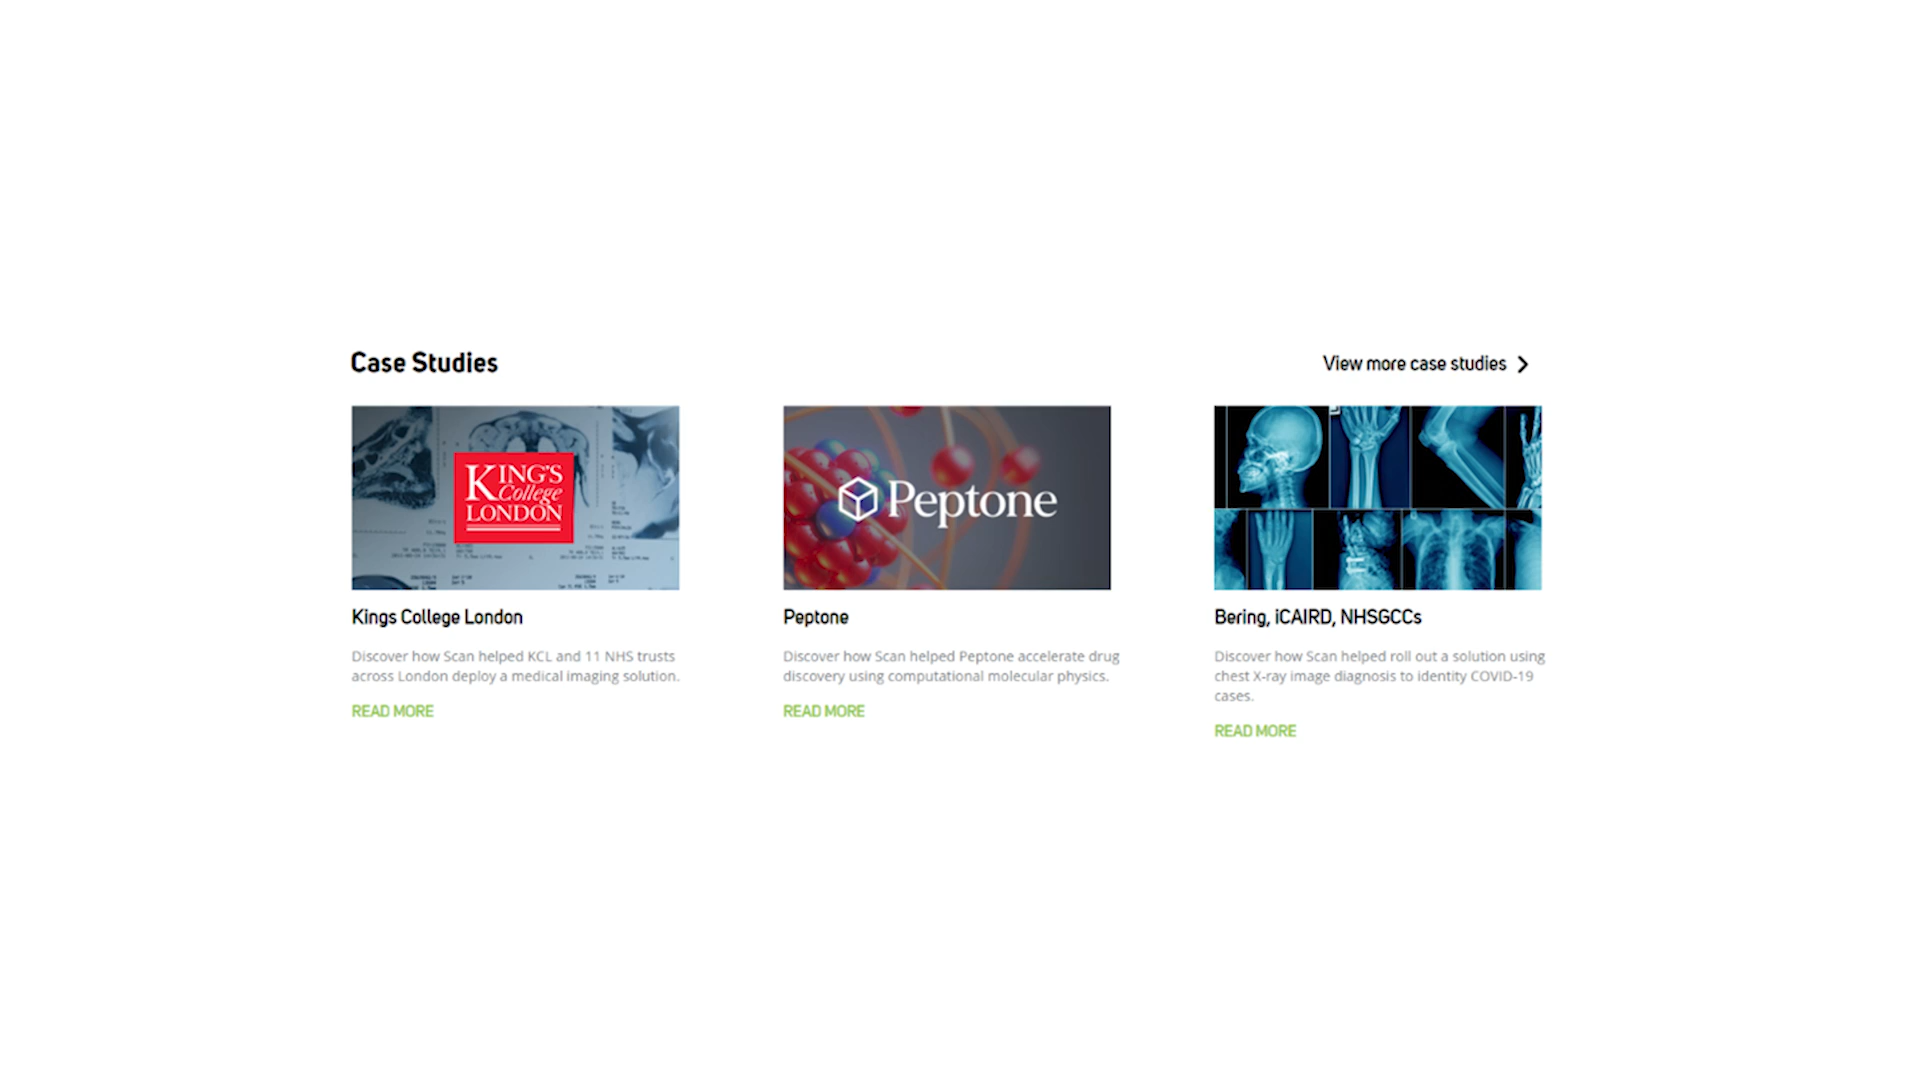 Case Studies
View more case studies
KING'S
College
LONDON
Peptone
Kings College London
Discover how Scan helped KCL and 11 NHS trusts
across London deploy a medical imaging solution.
READ MORE
Peptone
Discover how Scan helped Peptone accelerate drug
discovery using computational molecular physics.
READ MORE
Bering, iCAIRD, NHSGCCs
Discover how Scan helped roll out a solution using
chest X-ray image diagnosis to identity COVID-19
cases.
READ MORE